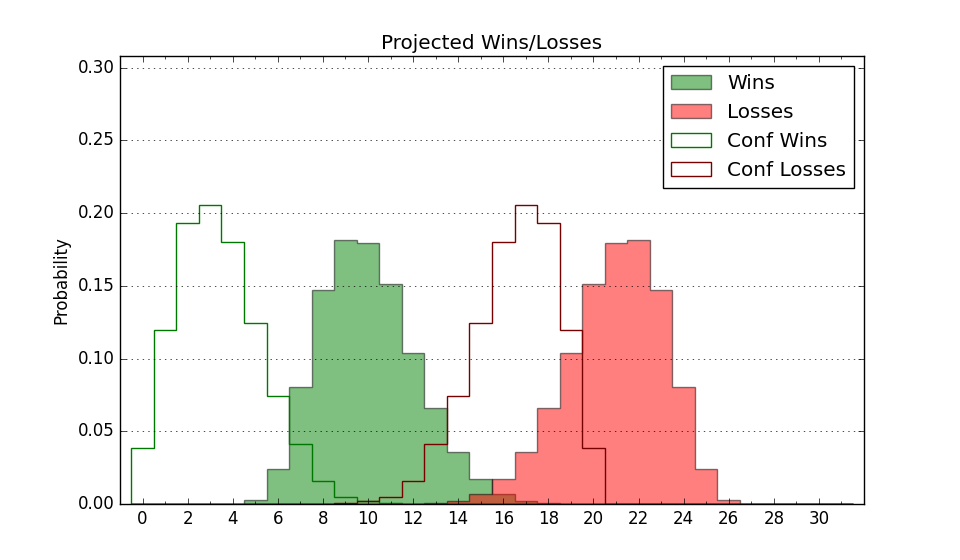 Projected Wins/Losses
0.30
0.25
0.20
0.15
0.10
0.05
0.00
Probability
Wins
Losses
Conf Wins
Conf Losses
0 2 4 6 8 10 12 14 16 18 20 22 24 26 28 30